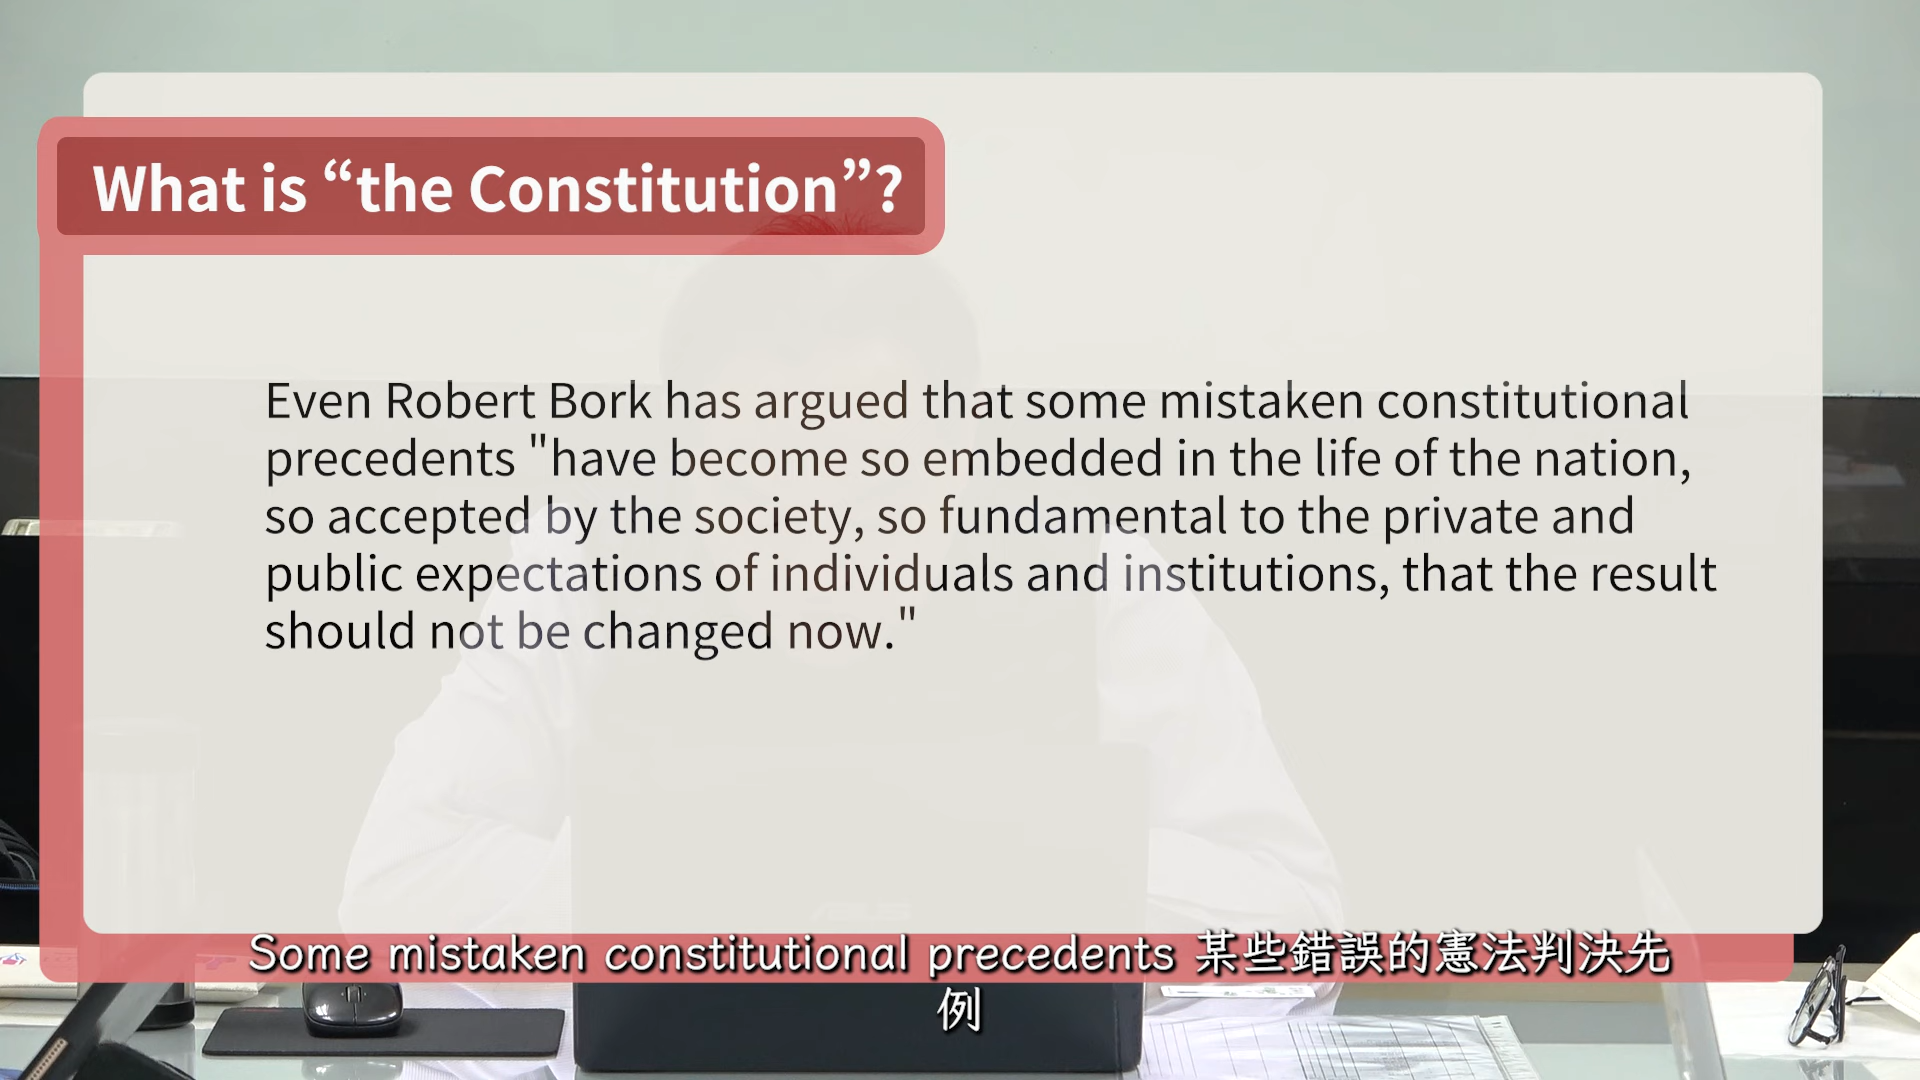 What is “the Constitution”?
Even Robert Bork has argued that some mistaken constitutional
precedents "have become so embedded in the life of the nation,
so accepted by the society, so fundamental to the private and
public expectations of individuals and institutions, that the result
should not be changed now."
Some mistaken constitutional precedents 某些錯誤的憲法判決先
例